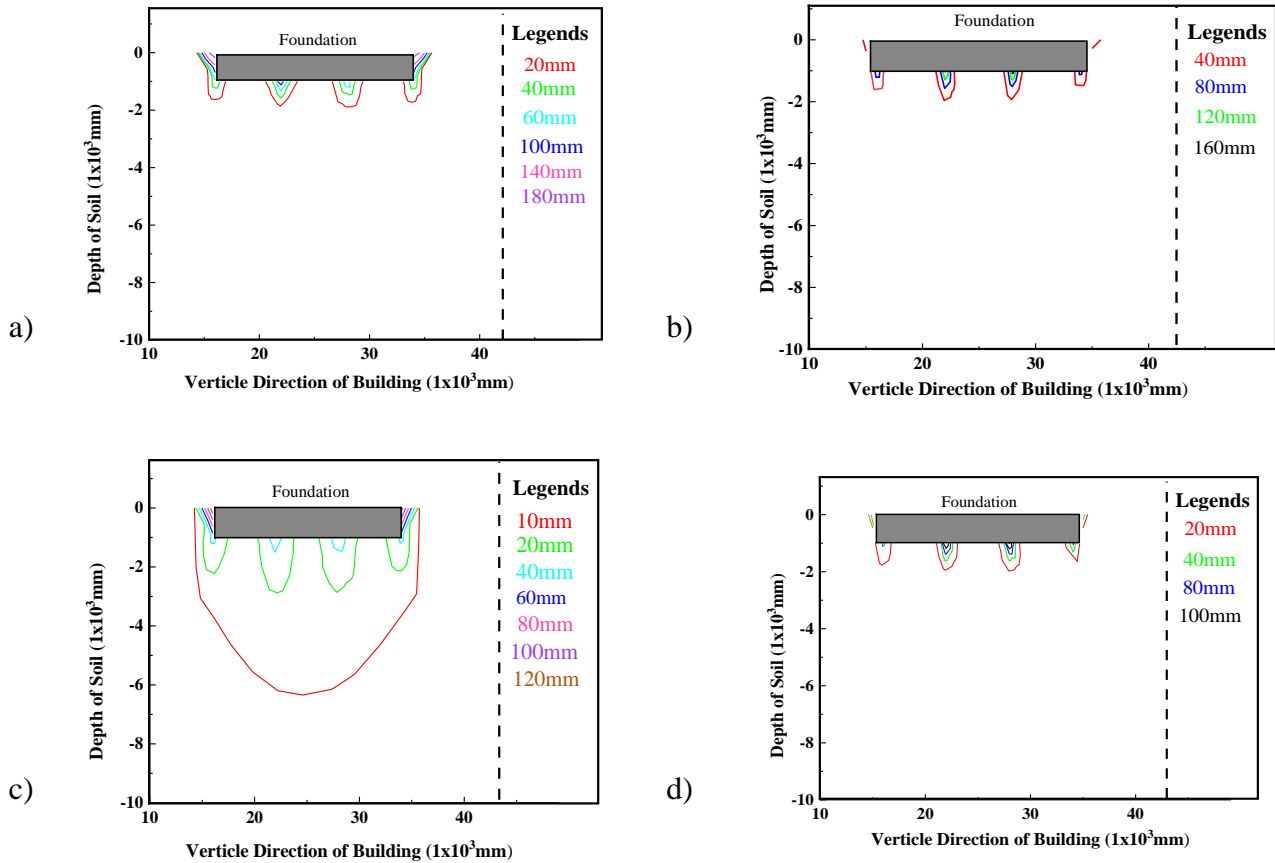 a)
Foundation
Legends
20mm
40mm
60mm
100mm
140mm
180mm
0
-2
-4
-6
-8
-10
Depth of Soil (1x10³mm)
10 20 30 40
Verticle Direction of Building (1x10³mm)
b)
Foundation
Legends
40mm
80mm
120mm
160mm
0
-2
-4
-6
-8
-10
Depth of Soil (1x10³mm)
10 20 30 40
Verticle Direction of Building (1x10³mm)
c)
Foundation
Legends
10mm
20mm
40mm
60mm
80mm
100mm
120mm
0
-2
-4
-6
-8
-10
Depth of Soil (1x10³mm)
10 20 30 40
Verticle Direction of Building (1x10³mm)
d)
Foundation
Legends
20mm
40mm
80mm
100mm
0
-2
-4
-6
-8
-10
Depth of Soil (1x10³mm)
10 20 30 40
Verticle Direction of Building (1x10³mm)